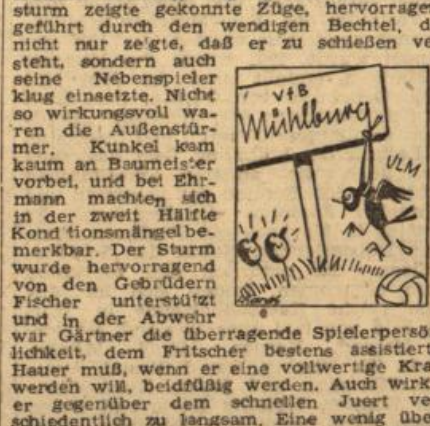 sturm zeigte gekonnte Züge, hervorrage
geführt durch den wendigen Bechtel, d
nicht nur zeigte, daß er zu schießen ve
steht, sondern auch
seine Nebenspieler
klug einsetzte. Nicht
so wirkungsvoll wa-
ren die Außenstür-
mer. Kunkel kam
kaum an Baumeister
vorbei, und bei Ehr-
mann machten sich
in der zweit Hälfte
Kond tionsmängel be-
merkbar. Der Sturm
wurde hervorragend
von den Gebrüdern
Fischer unterstützt
und in der Abwehr
war Gärtner die überragende Spielerpersö
lichkeit, dem Fritscher bestens assistiert
Hauer muß, wenn er eine vollwertige Kra
werden will, beidfüßig werden. Auch wirk
er gegenüber dem schnellen Juert ve
schiedentlich zu langsam. Eine wenig übe
VfB
Mühlburg
ULM